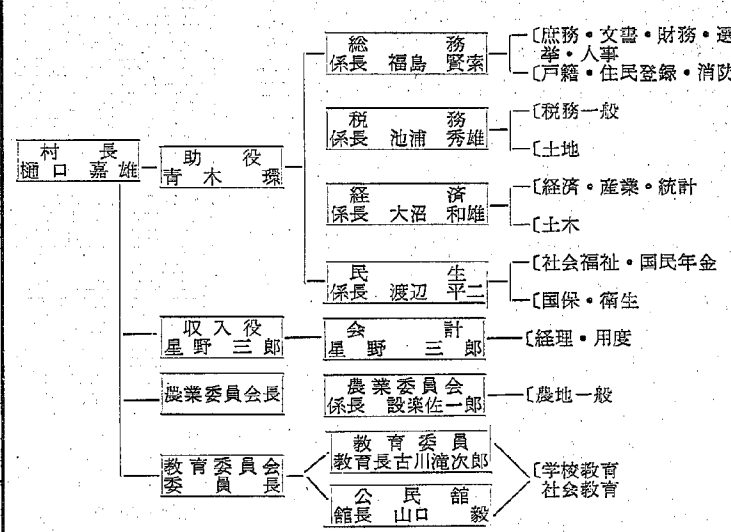 村長
樋口嘉雄
助役
青木環
総務
係長 福島賢索
〔庶務・文書・財務・選
挙・人事
〔戸籍・住民登録・消防
税務
係長 池浦秀雄
〔税務一般
〔土地
経済
係長 大沼和雄
〔経済・産業・統計
〔土木
民生
係長 渡辺平二
〔社会福祉・国民年金
〔国保・衛生
収入役
星野三郎
会計
星野三郎
〔経理・用度
農業委員会長
農業委員会
係長 設楽佐一郎
〔農地一般
教育委員会
委員長
教育委員
教育長古川滝次郎
公民館
館長 山口毅
〔学校教育
社会教育